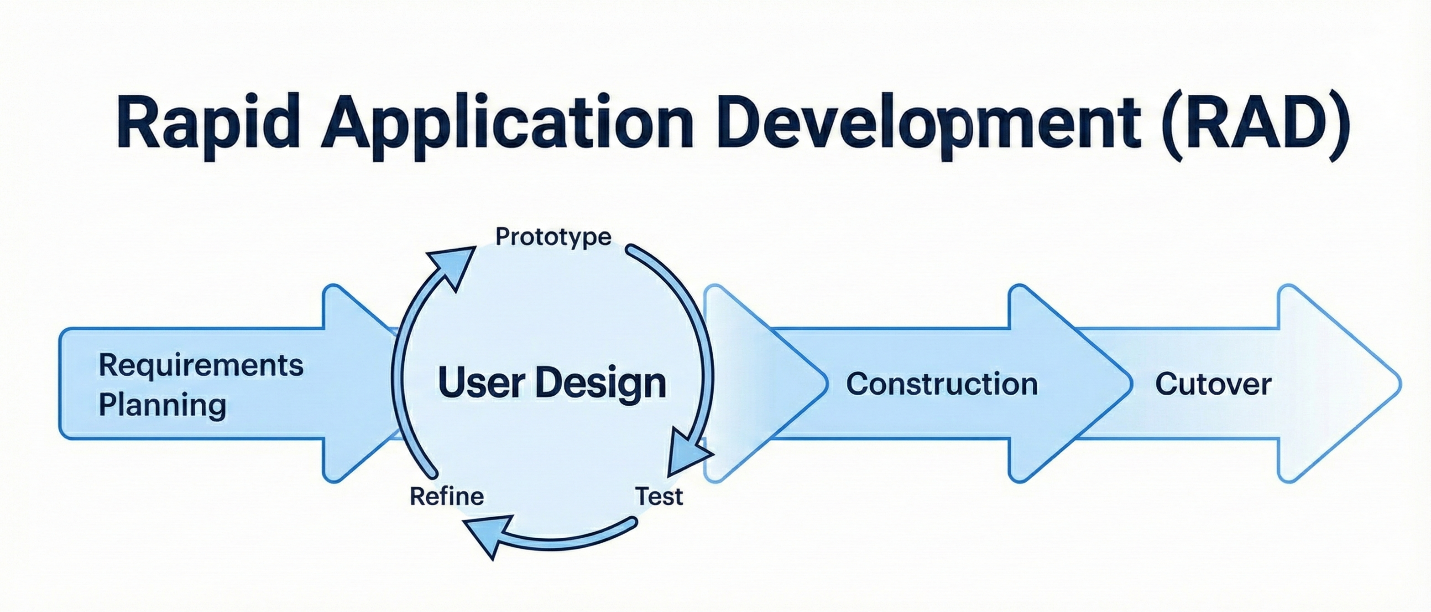 Rapid Application Development (RAD)
Prototype
Requirements
Planning
User Design
Construction
Cutover
Refine
Test